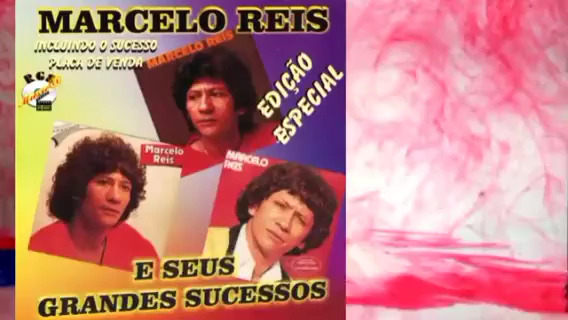 MARCELO REIS
INCLUINDO O SUCESSO
PLACA DE VENDA
MARCELO REIS
EDIÇÃO
ESPECIAL
Marcelo
Reis
MARCELO
REIS
E SEUS
GRANDES SUCESSOS